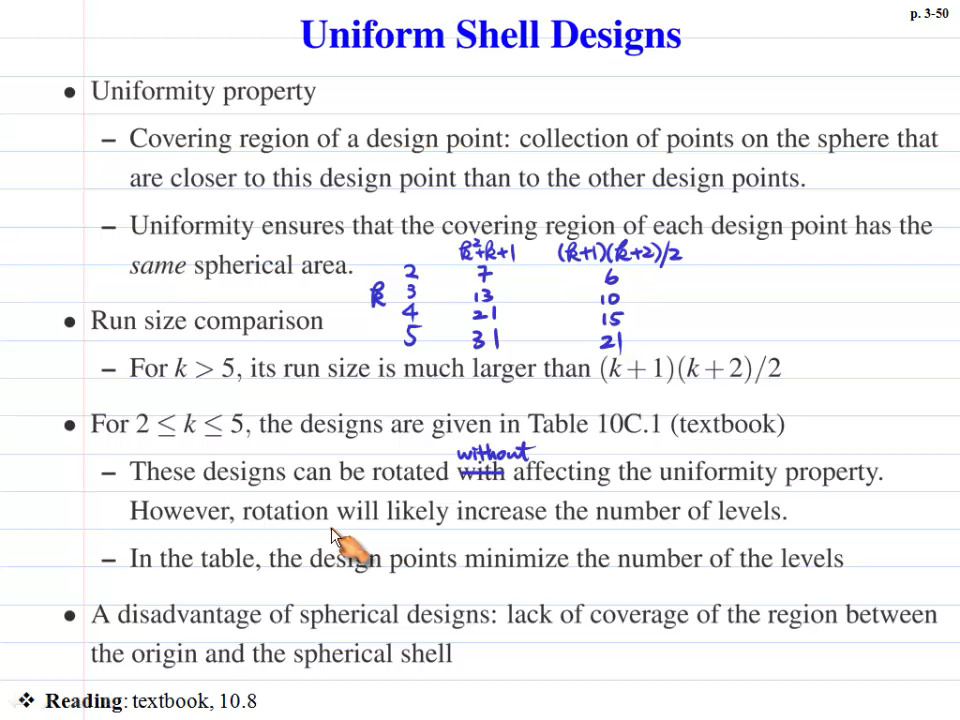 p. 3-50
Uniform Shell Designs
• Uniformity property
– Covering region of a design point: collection of points on the sphere that
are closer to this design point than to the other design points.
– Uniformity ensures that the covering region of each design point has the
same spherical area.
k²+k+1 (k+1)(k+2)/2
2 7 6
k 3 13 10
4 21 15
5 31 21
• Run size comparison
– For k > 5, its run size is much larger than (k+1)(k+2)/2
• For 2 ≤ k ≤ 5, the designs are given in Table 10C.1 (textbook)
without
– These designs can be rotated with affecting the uniformity property.
However, rotation will likely increase the number of levels.
– In the table, the design points minimize the number of the levels
• A disadvantage of spherical designs: lack of coverage of the region between
the origin and the spherical shell
❖ Reading: textbook, 10.8